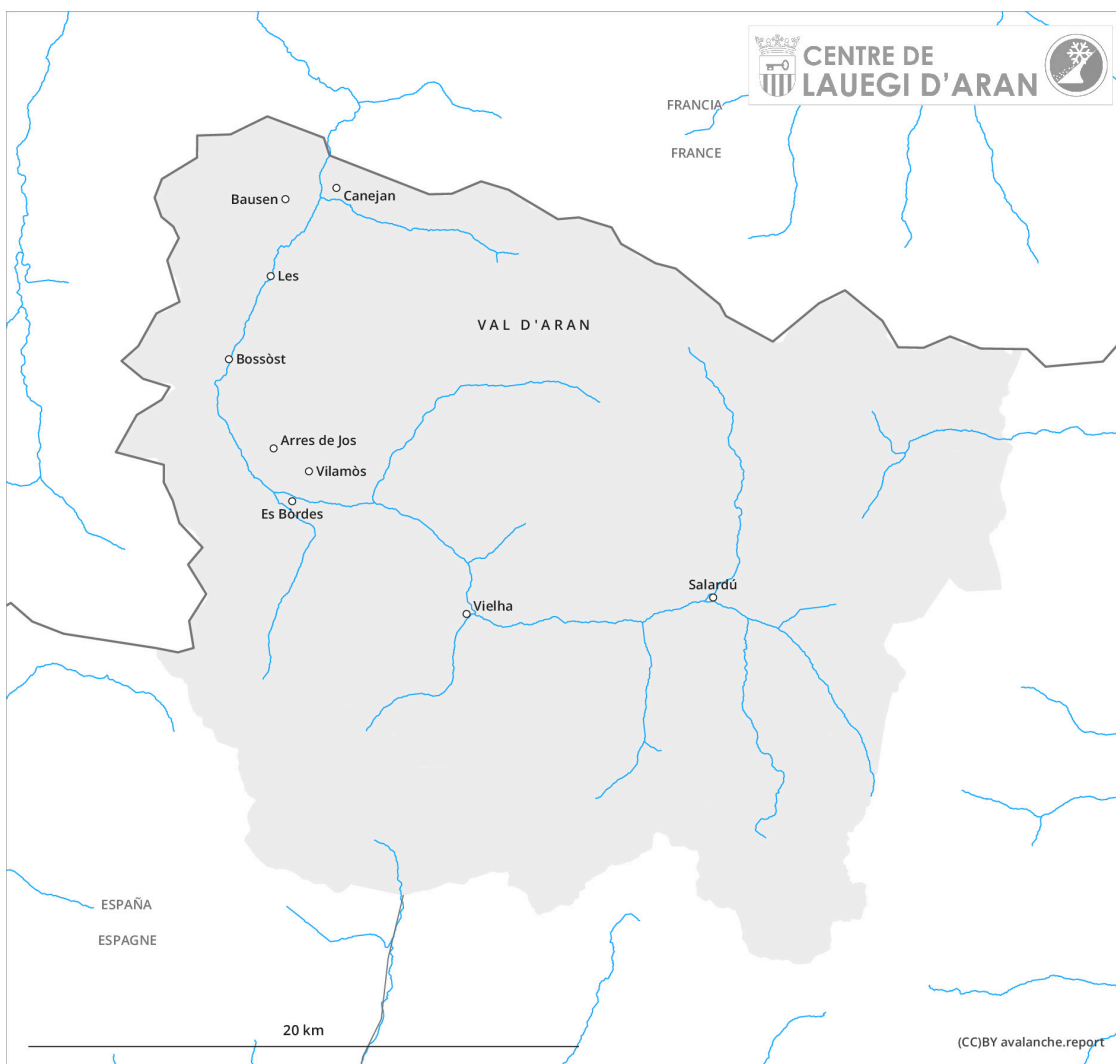 CENTRE DE
LAUEGI D'ARAN
FRANCIA
FRANCE
Bausen
Canejan
Les
VAL D'ARAN
Bossòst
Arres de Jos
Vilamòs
Es Bòrdes
Salardú
Vielha
ESPAÑA
ESPAGNE
20 km
(CC)BY avalanche.report